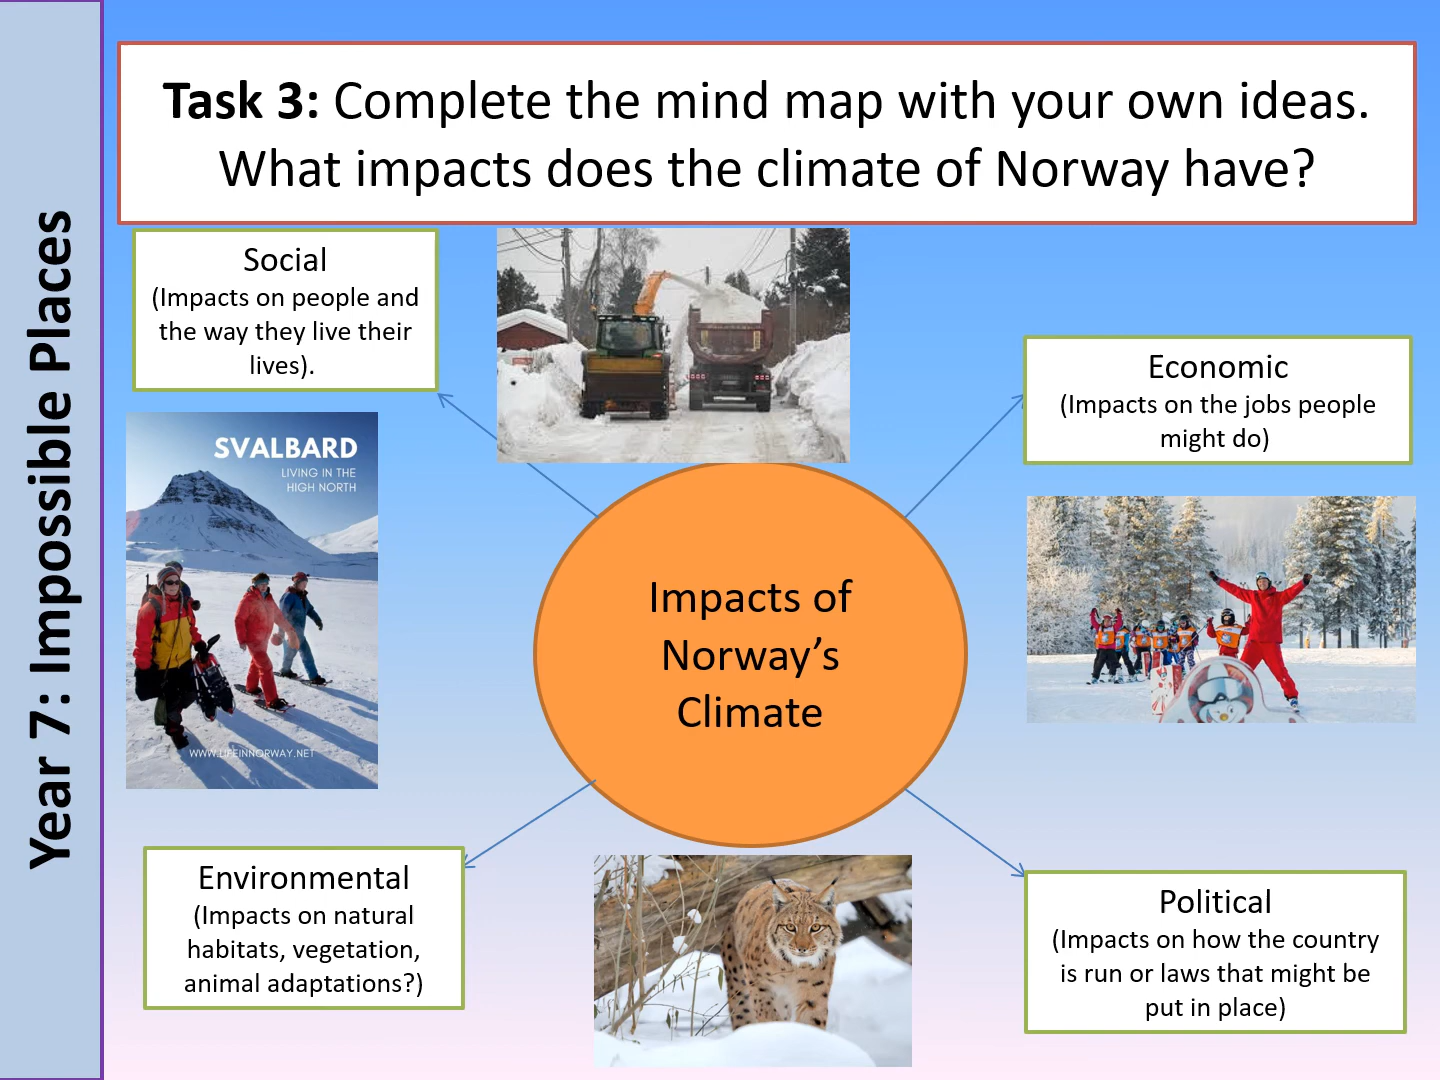 Year 7: Impossible Places
Task 3: Complete the mind map with your own ideas.
What impacts does the climate of Norway have?
Social
(Impacts on people and
the way they live their
lives).
Economic
(Impacts on the jobs people
might do)
SVALBARD
LIVING IN THE
HIGH NORTH
WWW.LIFEINNORWAY.NET
Impacts of
Norway’s
Climate
Environmental
(Impacts on natural
habitats, vegetation,
animal adaptations?)
Political
(Impacts on how the country
is run or laws that might be
put in place)